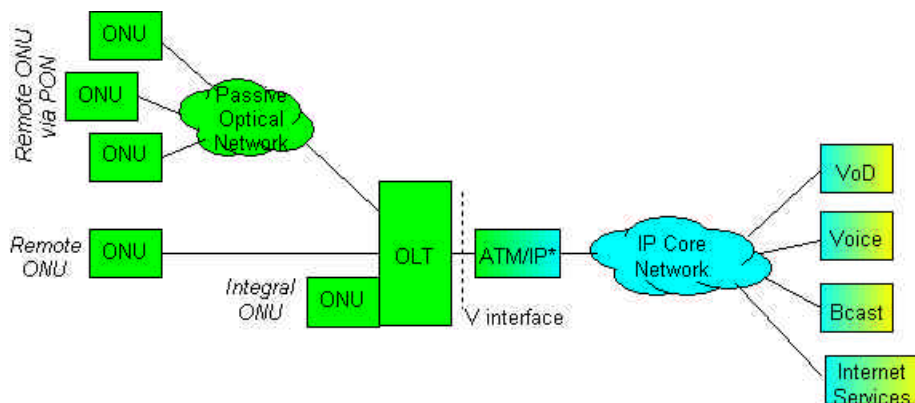 Remote ONU
via PON
ONU
ONU
ONU
Passive
Optical
Network
Remote
ONU
ONU
Integral
ONU
ONU
OLT
V interface
ATM/IP*
IP Core
Network
VoD
Voice
Bcast
Internet
Services